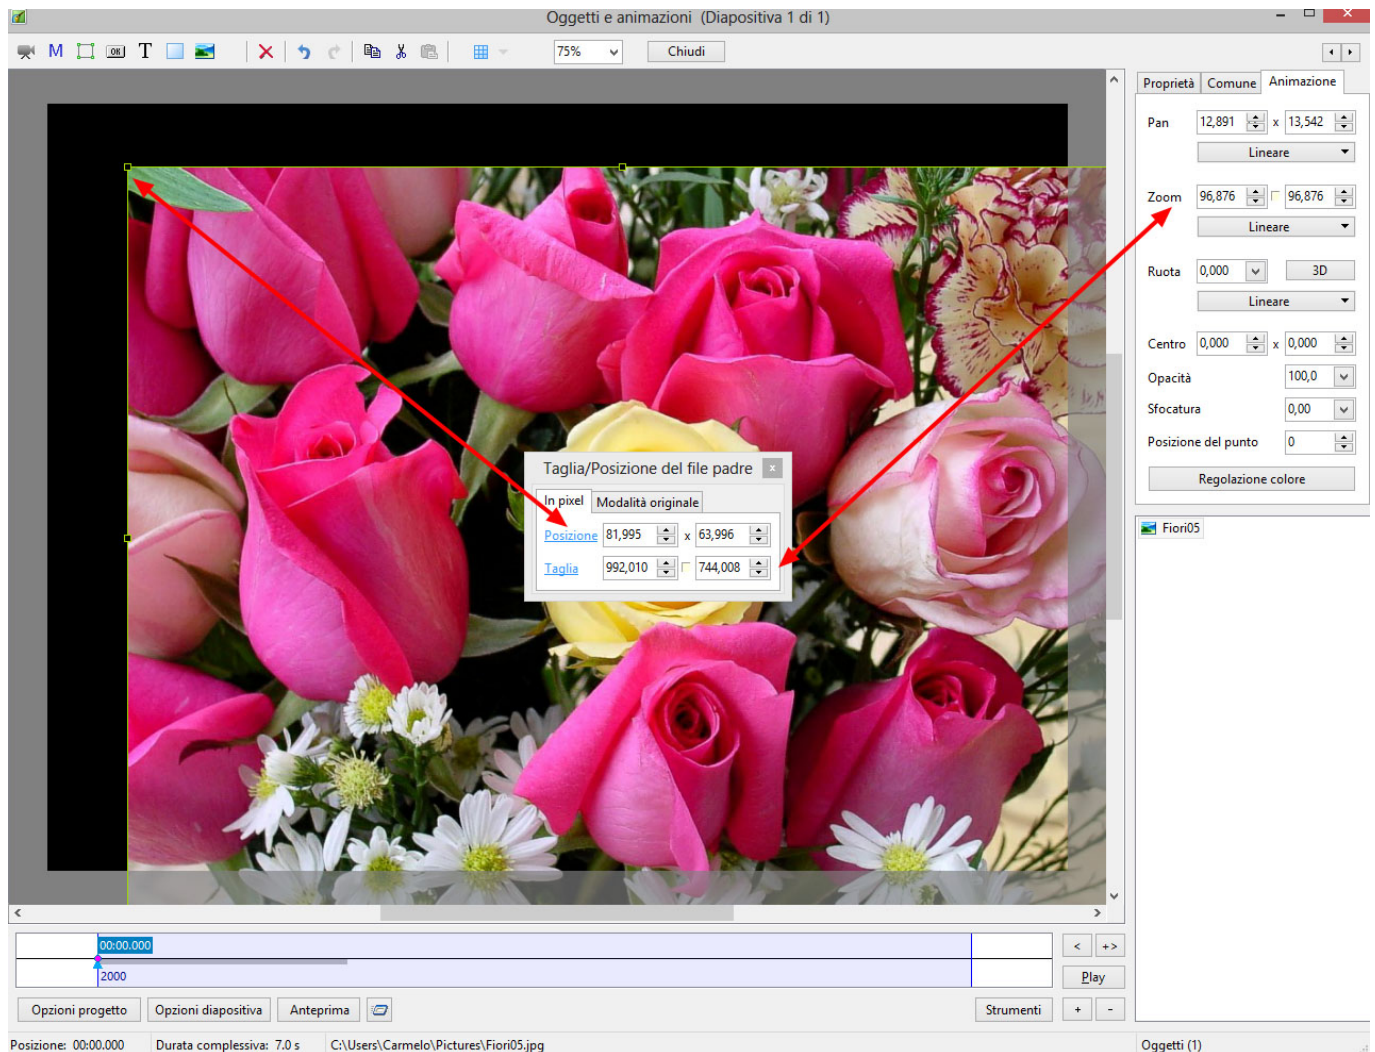 Oggetti e animazioni (Diapositiva 1 di 1)
M OK T 75% Chiudi
Proprietà Comune Animazione
Pan 12,891 x 13,542
Lineare
Zoom 96,876 96,876
Lineare
Ruota 0,000 3D
Lineare
Centro 0,000 x 0,000
Opacità 100,0
Sfocatura 0,00
Posizione del punto 0
Regolazione colore
Fiori05
Taglia/Posizione del file padre x
In pixel Modalità originale
Posizione 81,995 x 63,996
Taglia 992,010 744,008
00:00.000 < +>
2000 Play
Opzioni progetto Opzioni diapositiva Anteprima Strumenti + -
Posizione: 00:00.000 Durata complessiva: 7.0 s C:\Users\Carmelo\Pictures\Fiori05.jpg Oggetti (1)